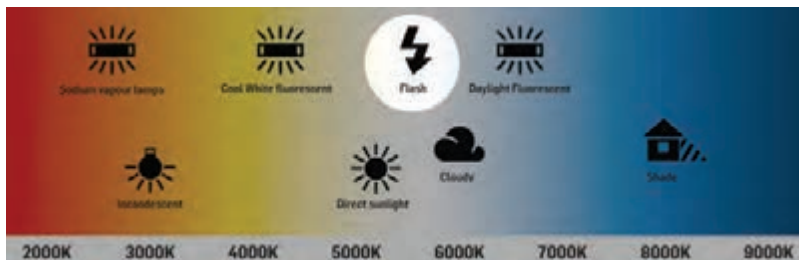 Sodium vapour lamps
Cool White fluorescent
Flash
Daylight Fluorescent
Incandescent
Direct sunlight
Cloudy
Shade
2000K 3000K 4000K 5000K 6000K 7000K 8000K 9000K